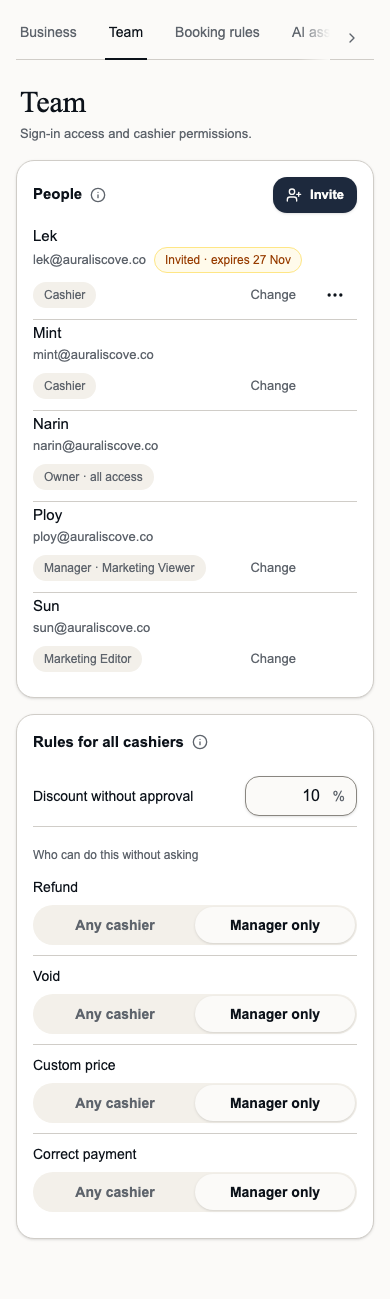 Business Team Booking rules AI ass
Team
Sign-in access and cashier permissions.
People Invite
Lek
lek@auraliscove.co Invited · expires 27 Nov
Cashier Change
Mint
mint@auraliscove.co
Cashier Change
Narin
narin@auraliscove.co
Owner · all access
Ploy
ploy@auraliscove.co
Manager · Marketing Viewer Change
Sun
sun@auraliscove.co
Marketing Editor Change
Rules for all cashiers
Discount without approval 10 %
Who can do this without asking
Refund
Any cashier Manager only
Void
Any cashier Manager only
Custom price
Any cashier Manager only
Correct payment
Any cashier Manager only